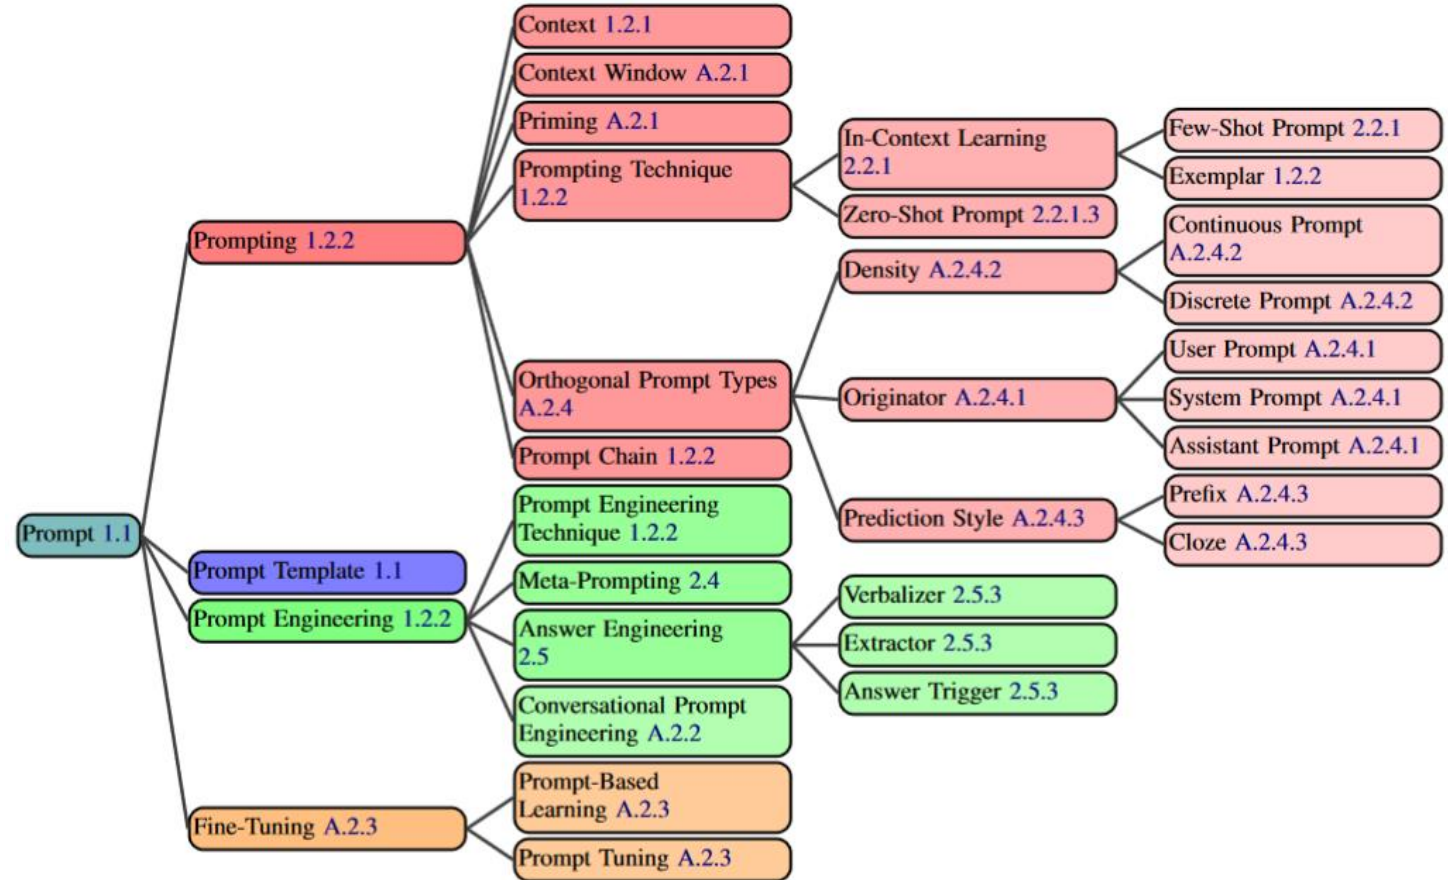 Prompt 1.1
Prompting 1.2.2
Context 1.2.1
Context Window A.2.1
Priming A.2.1
Prompting Technique
1.2.2
In-Context Learning
2.2.1
Few-Shot Prompt 2.2.1
Exemplar 1.2.2
Zero-Shot Prompt 2.2.1.3
Orthogonal Prompt Types
A.2.4
Density A.2.4.2
Continuous Prompt
A.2.4.2
Discrete Prompt A.2.4.2
Originator A.2.4.1
User Prompt A.2.4.1
System Prompt A.2.4.1
Assistant Prompt A.2.4.1
Prediction Style A.2.4.3
Prefix A.2.4.3
Cloze A.2.4.3
Prompt Chain 1.2.2
Prompt Template 1.1
Prompt Engineering 1.2.2
Prompt Engineering
Technique 1.2.2
Meta-Prompting 2.4
Answer Engineering
2.5
Verbalizer 2.5.3
Extractor 2.5.3
Answer Trigger 2.5.3
Conversational Prompt
Engineering A.2.2
Fine-Tuning A.2.3
Prompt-Based
Learning A.2.3
Prompt Tuning A.2.3